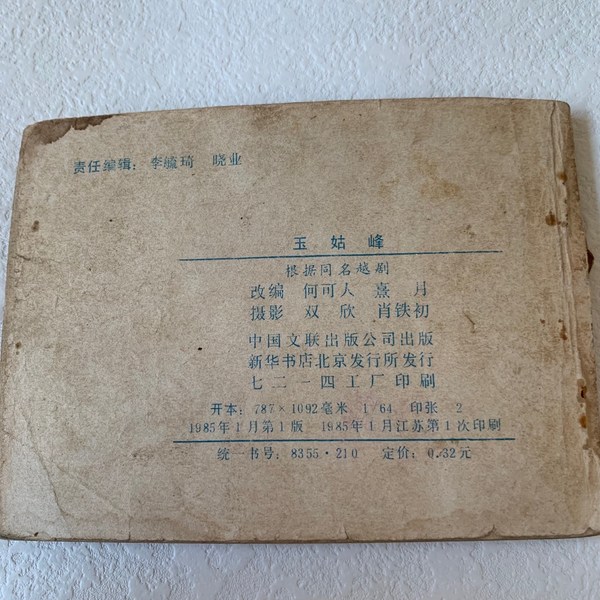 责任编辑：李毓琦 晓业
玉姑峰
根据同名越剧
改编 何可人 熹月
摄影 双欣 肖铁初
中国文联出版公司出版
新华书店北京发行所发行
七二一四工厂印刷
开本：787×1092毫米 1/64 印张 2
1985年1月第1版 1985年1月江苏第1次印刷
统一书号：8355·210 定价：0.32元